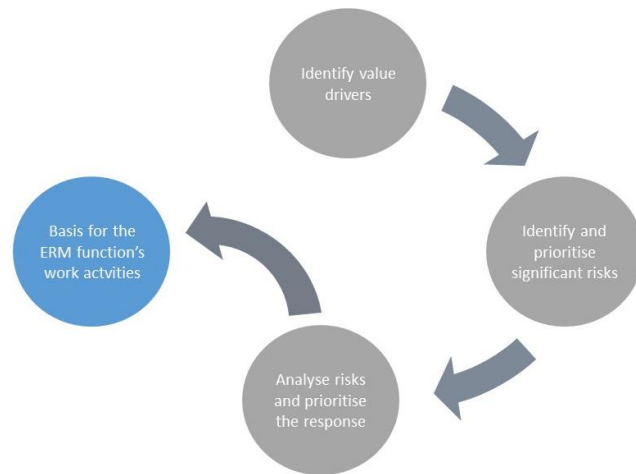 Identify value
drivers
Identify and
prioritise
significant risks
Analyse risks
and prioritise
the response
Basis for the
ERM function's
work actvities